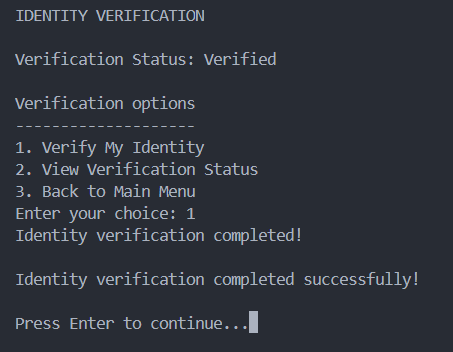 IDENTITY VERIFICATION
Verification Status: Verified
Verification options
--------------------
1. Verify My Identity
2. View Verification Status
3. Back to Main Menu
Enter your choice: 1
Identity verification completed!
Identity verification completed successfully!
Press Enter to continue...